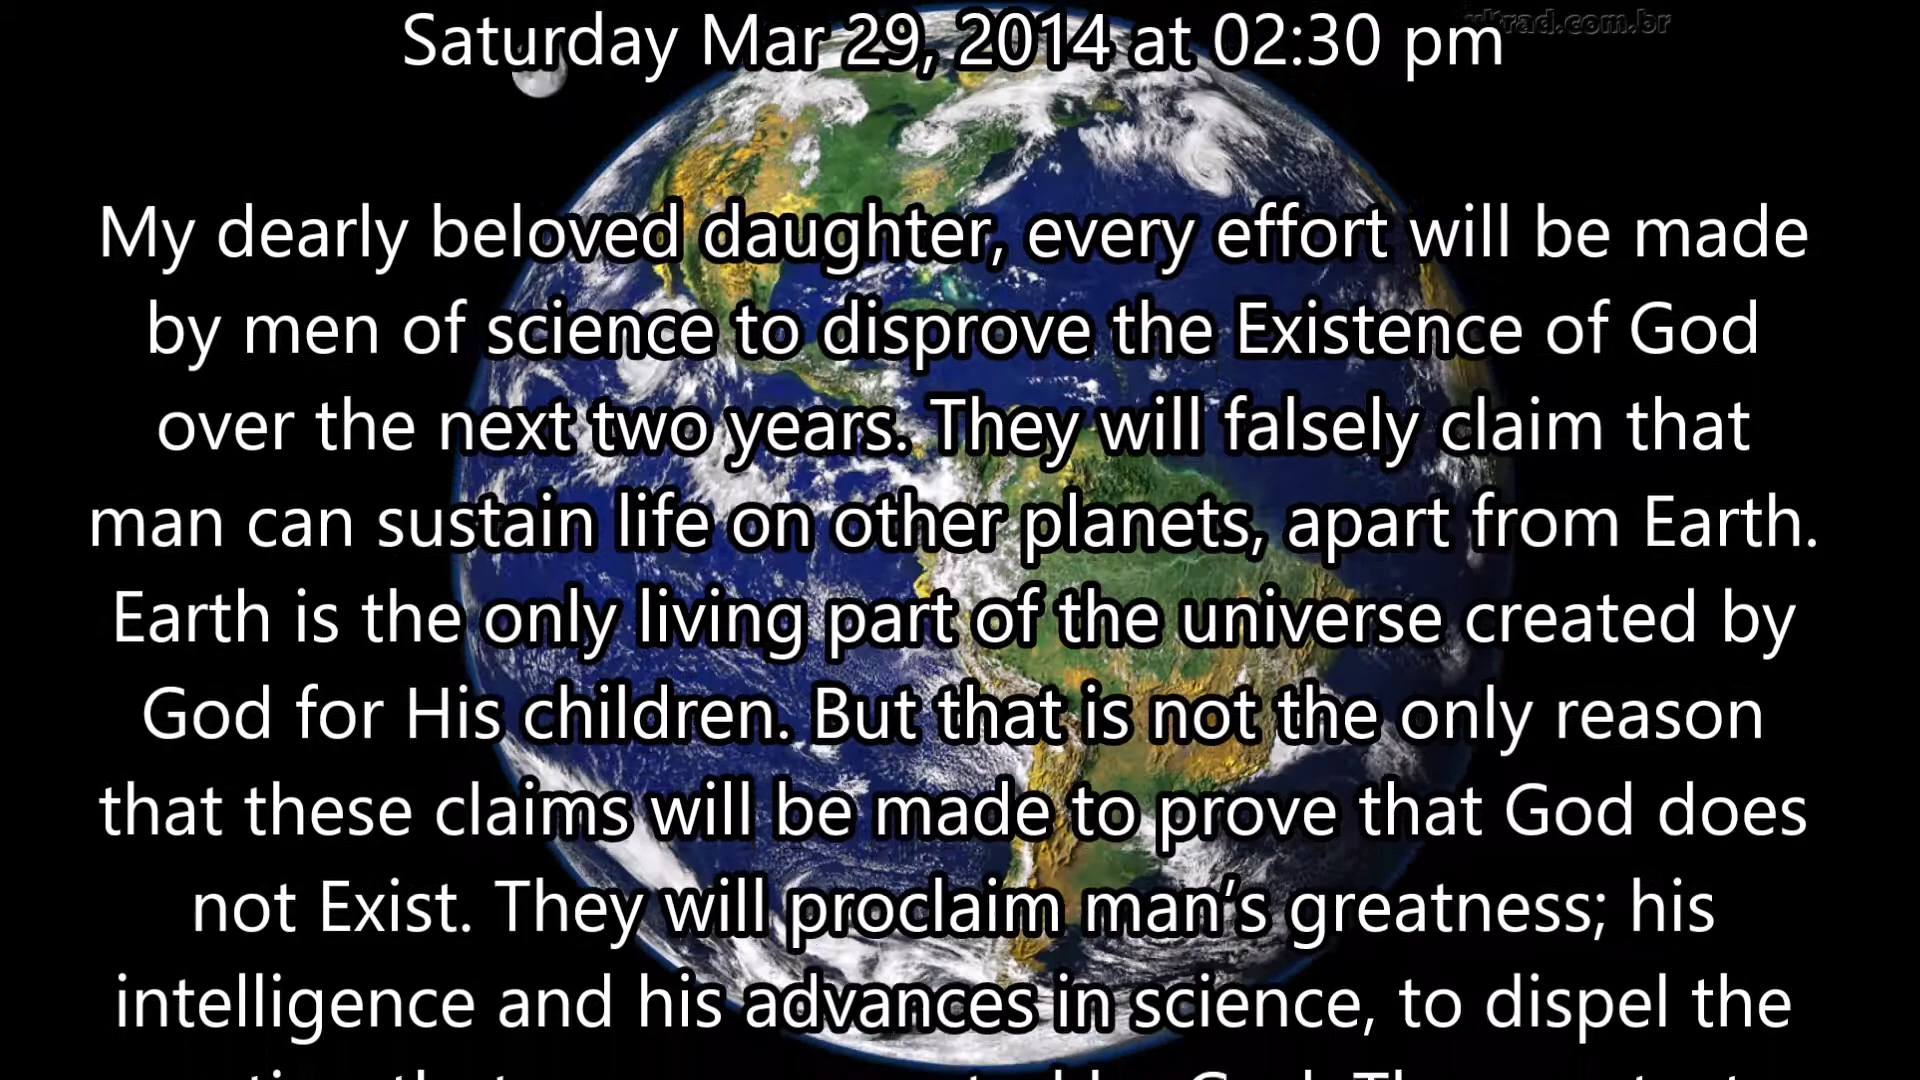 Saturday Mar 29, 2014 at 02:30 pm
My dearly beloved daughter, every effort will be made
by men of science to disprove the Existence of God
over the next two years. They will falsely claim that
man can sustain life on other planets, apart from Earth.
Earth is the only living part of the universe created by
God for His children. But that is not the only reason
that these claims will be made to prove that God does
not Exist. They will proclaim man’s greatness; his
intelligence and his advances in science, to dispel the